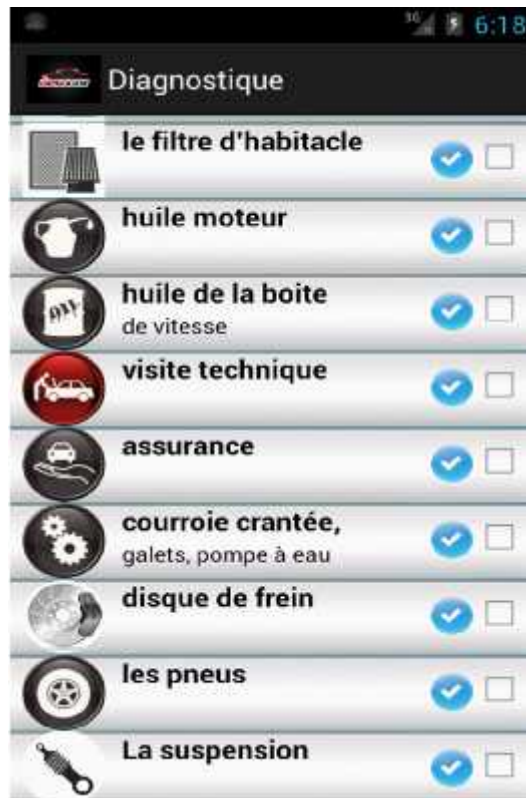 3G 6:18
Diagnostique
le filtre d'habitacle
huile moteur
huile de la boite
de vitesse
visite technique
assurance
courroie crantée,
galets, pompe à eau
disque de frein
les pneus
La suspension